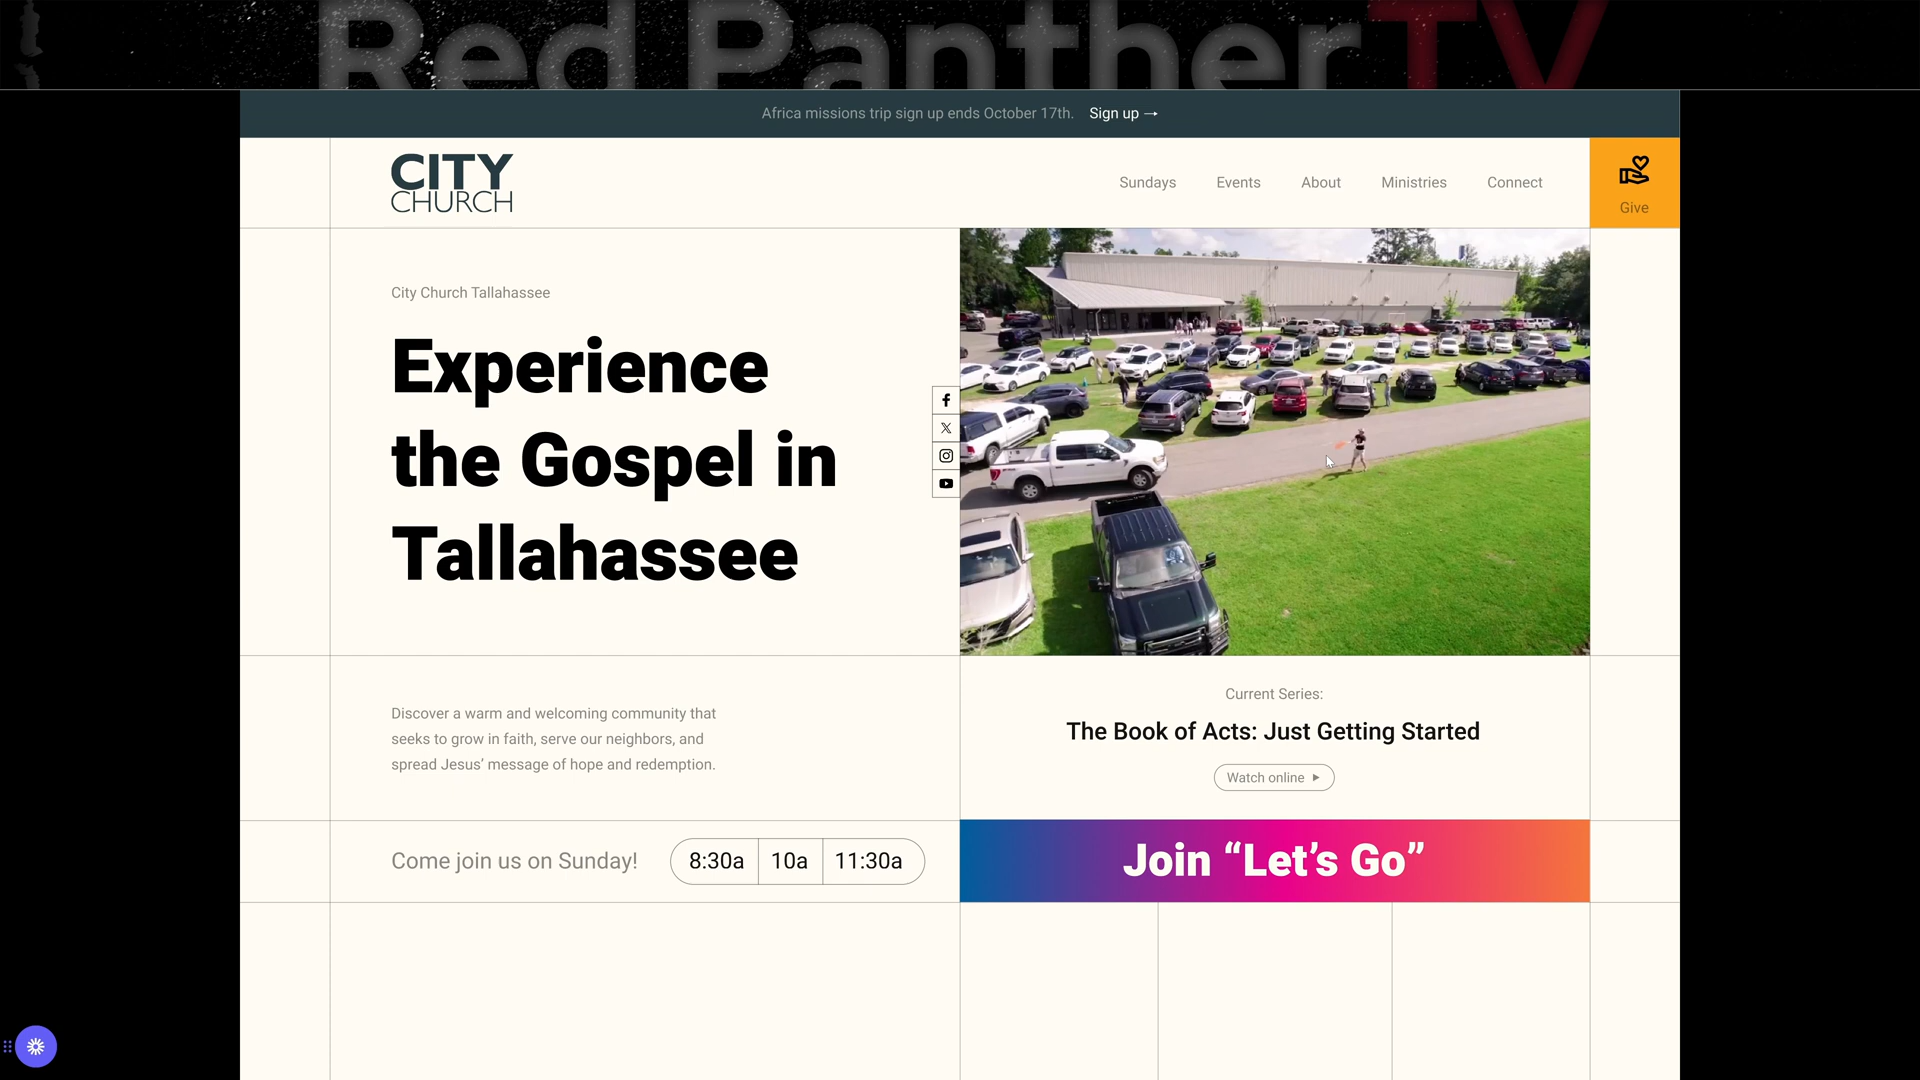 Red Panther TV
Africa missions trip sign up ends October 17th. Sign up →
CITY
CHURCH
Sundays Events About Ministries Connect
Give
City Church Tallahassee
Experience
the Gospel in
Tallahassee
Discover a warm and welcoming community that
seeks to grow in faith, serve our neighbors, and
spread Jesus’ message of hope and redemption.
Current Series:
The Book of Acts: Just Getting Started
Watch online
Come join us on Sunday! 8:30a 10a 11:30a
Join “Let’s Go”